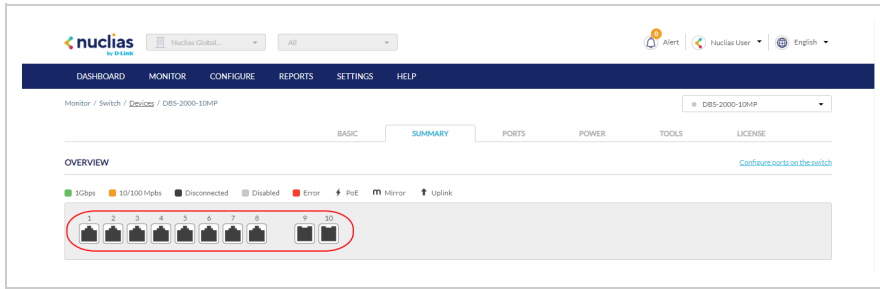 nuclias
by D-Link
Nuclias Global...
All
0
Alert
Nuclias User
English
DASHBOARD MONITOR CONFIGURE REPORTS SETTINGS HELP
Monitor / Switch / Devices / DBS-2000-10MP
DBS-2000-10MP
BASIC SUMMARY PORTS POWER TOOLS LICENSE
OVERVIEW
Configure ports on the switch
1Gbps 10/100 Mpbs Disconnected Disabled Error PoE Mirror Uplink
1 2 3 4 5 6 7 8 9 10